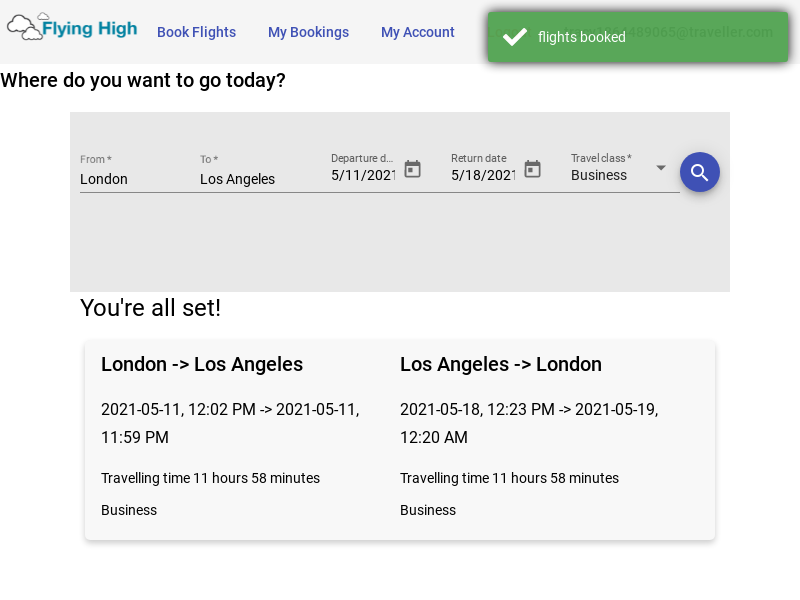 Flying High
Book Flights
My Bookings
My Account
flights booked
489065@traveller.com
Where do you want to go today?
From *
To *
Departure d...
Return date
Travel class *
London
Los Angeles
5/11/2021
5/18/2021
Business
You're all set!
London -> Los Angeles
2021-05-11, 12:02 PM -> 2021-05-11,
11:59 PM
Travelling time 11 hours 58 minutes
Business
Los Angeles -> London
2021-05-18, 12:23 PM -> 2021-05-19,
12:20 AM
Travelling time 11 hours 58 minutes
Business